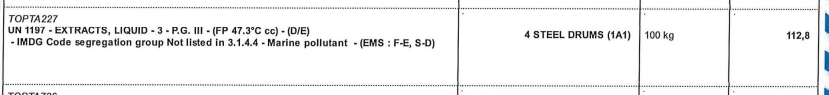 TOPTA227
UN 1197 - EXTRACTS, LIQUID - 3 - P.G. III - (FP 47.3°C cc) - (D/E)
- IMDG Code segregation group Not listed in 3.1.4.4 - Marine pollutant - (EMS : F-E, S-D)
4 STEEL DRUMS (1A1)
100 kg
112,8